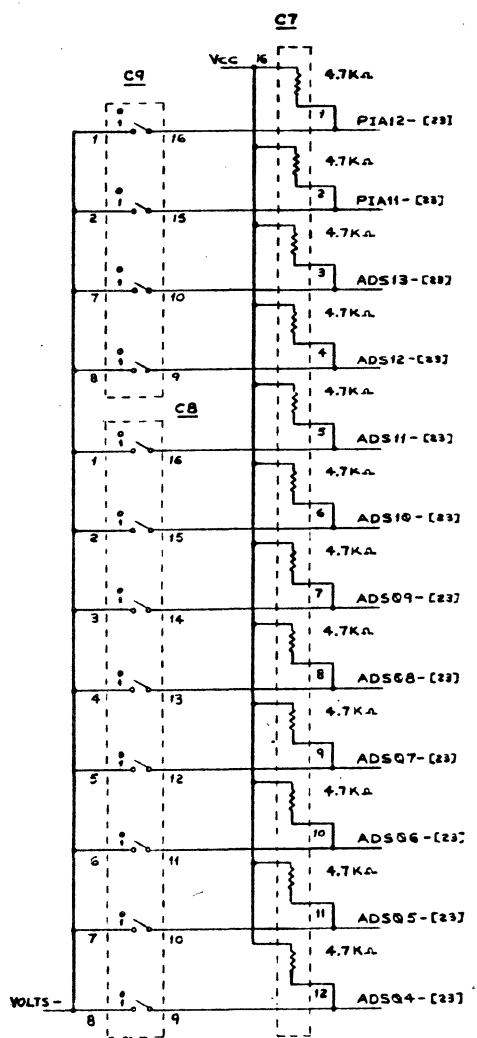 C7
Vcc 16 4.7KΩ
C9
1
1 16 PIA12-[23]
4.7KΩ
2
2 15 PIA11-[23]
4.7KΩ
3
7 10 ADS13-[23]
4.7KΩ
4
8 9 ADS12-[23]
C8
4.7KΩ
5
1 16 ADS11-[23]
4.7KΩ
6
2 15 ADS10-[23]
4.7KΩ
7
3 14 ADS09-[23]
4.7KΩ
8
4 13 ADS08-[23]
4.7KΩ
9
5 12 ADS07-[23]
4.7KΩ
10
6 11 ADS06-[23]
4.7KΩ
11
7 10 ADS05-[23]
4.7KΩ
12
VOLTS- 8 9 ADS04-[23]